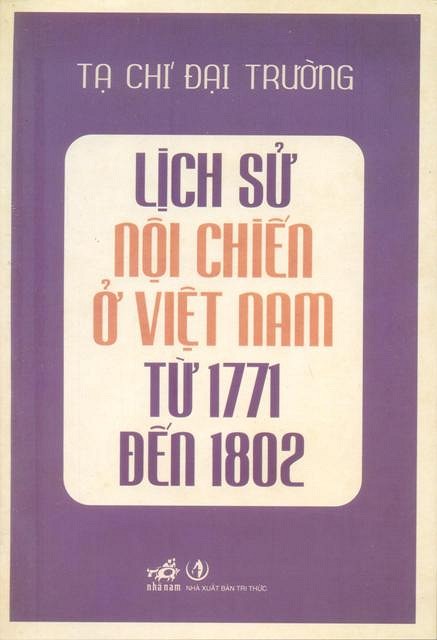 TẠ CHÍ ĐẠI TRƯỜNG
LỊCH SỬ
NỘI CHIẾN
Ở VIỆT NAM
TỪ 1771
ĐẾN 1802
nhã nam
NHÀ XUẤT BẢN TRI THỨC